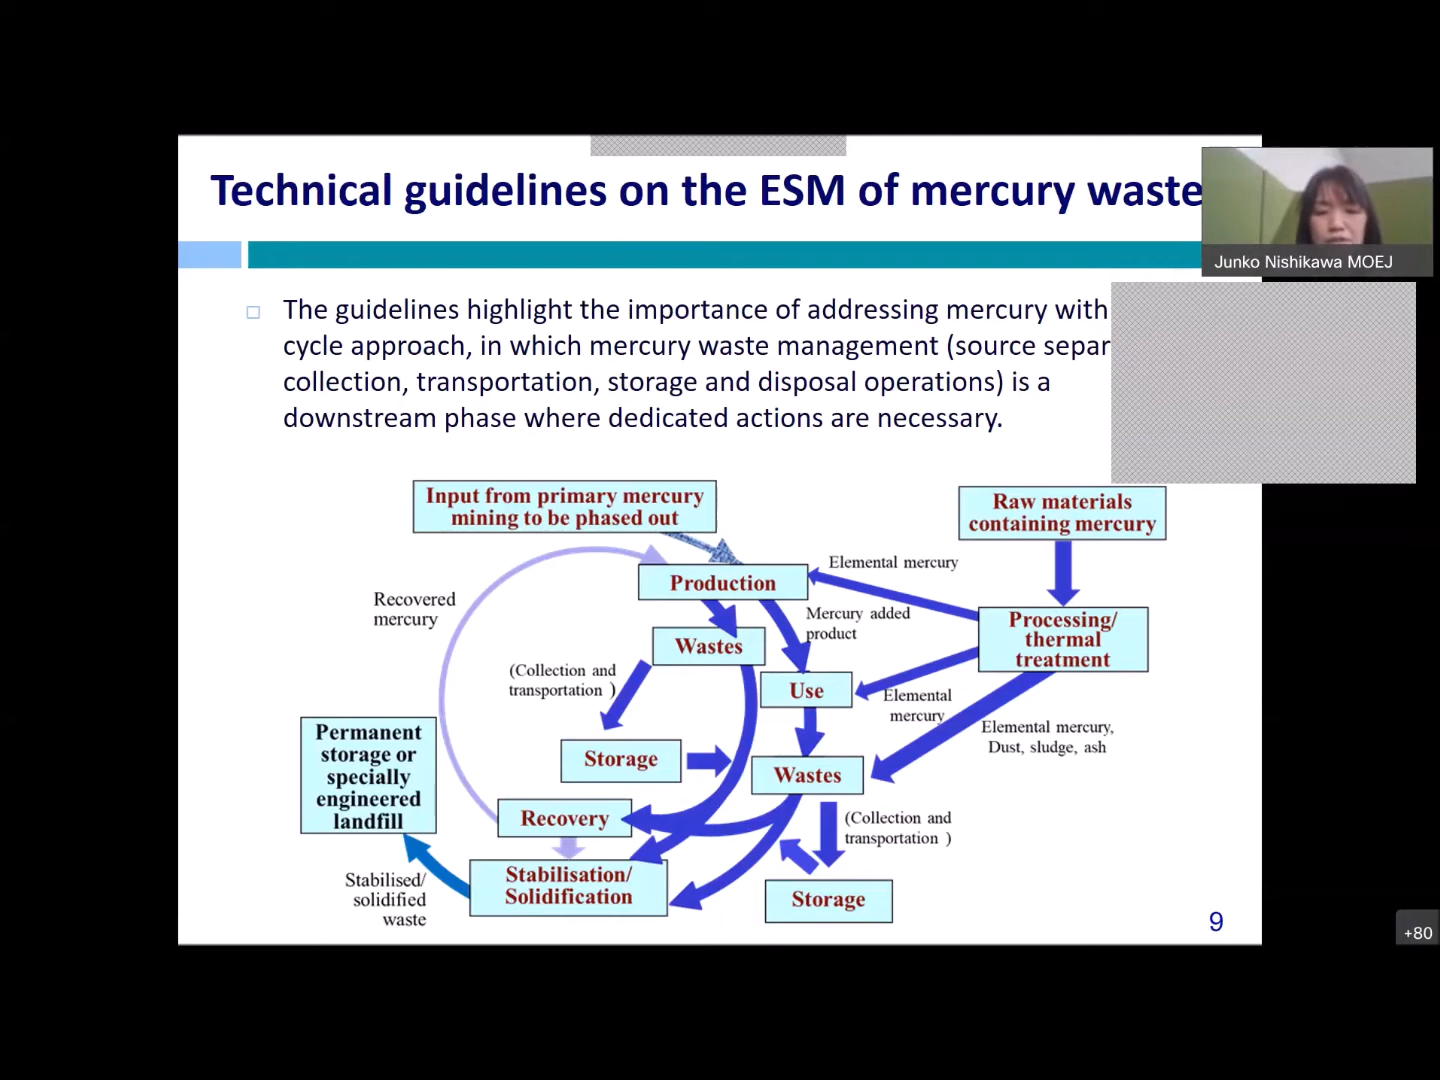 Technical guidelines on the ESM of mercury waste
Junko Nishikawa MOEJ
The guidelines highlight the importance of addressing mercury with
cycle approach, in which mercury waste management (source separ
collection, transportation, storage and disposal operations) is a
downstream phase where dedicated actions are necessary.
Input from primary mercury
mining to be phased out
Raw materials
containing mercury
Elemental mercury
Production
Recovered
mercury
Mercury added
product
Processing/
thermal
treatment
Wastes
(Collection and
transportation )
Use
Elemental
mercury
Elemental mercury,
Dust, sludge, ash
Permanent
storage or
specially
engineered
landfill
Storage
Wastes
Recovery
(Collection and
transportation )
Stabilisation/
Solidification
Stabilised/
solidified
waste
Storage
9
+80